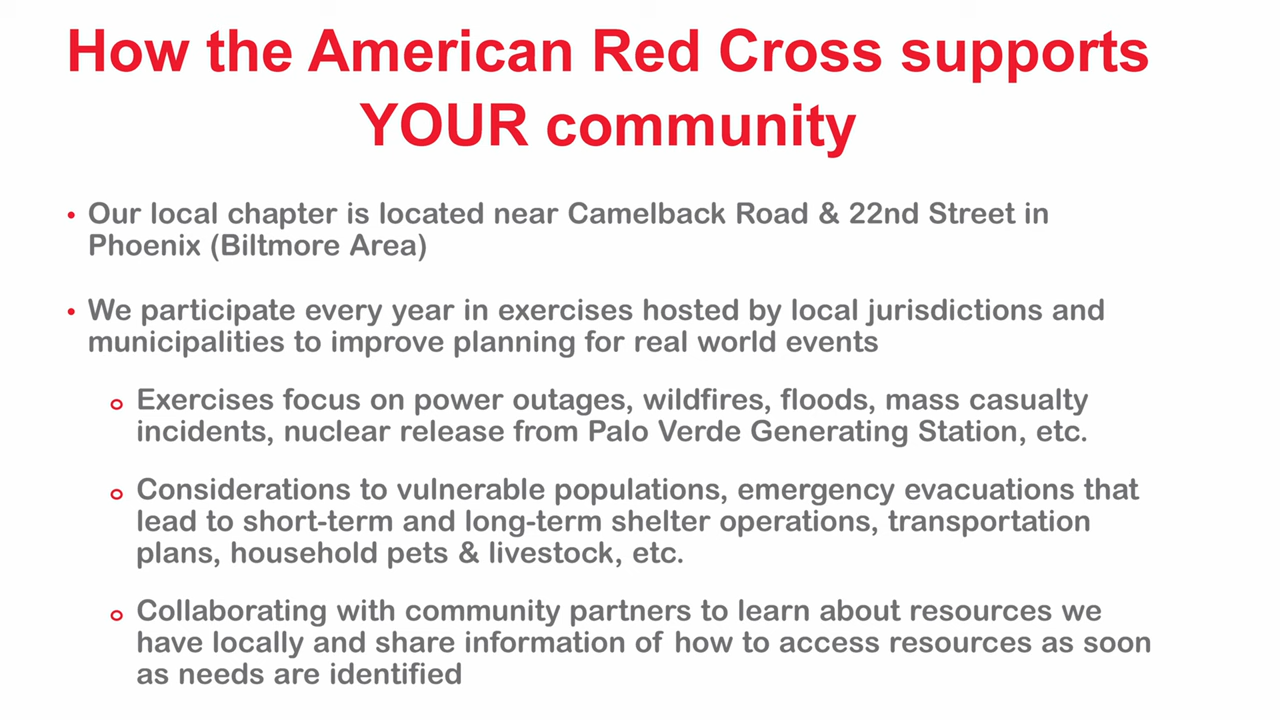 How the American Red Cross supports
YOUR community
• Our local chapter is located near Camelback Road & 22nd Street in
Phoenix (Biltmore Area)
• We participate every year in exercises hosted by local jurisdictions and
municipalities to improve planning for real world events
o Exercises focus on power outages, wildfires, floods, mass casualty
incidents, nuclear release from Palo Verde Generating Station, etc.
o Considerations to vulnerable populations, emergency evacuations that
lead to short-term and long-term shelter operations, transportation
plans, household pets & livestock, etc.
o Collaborating with community partners to learn about resources we
have locally and share information of how to access resources as soon
as needs are identified